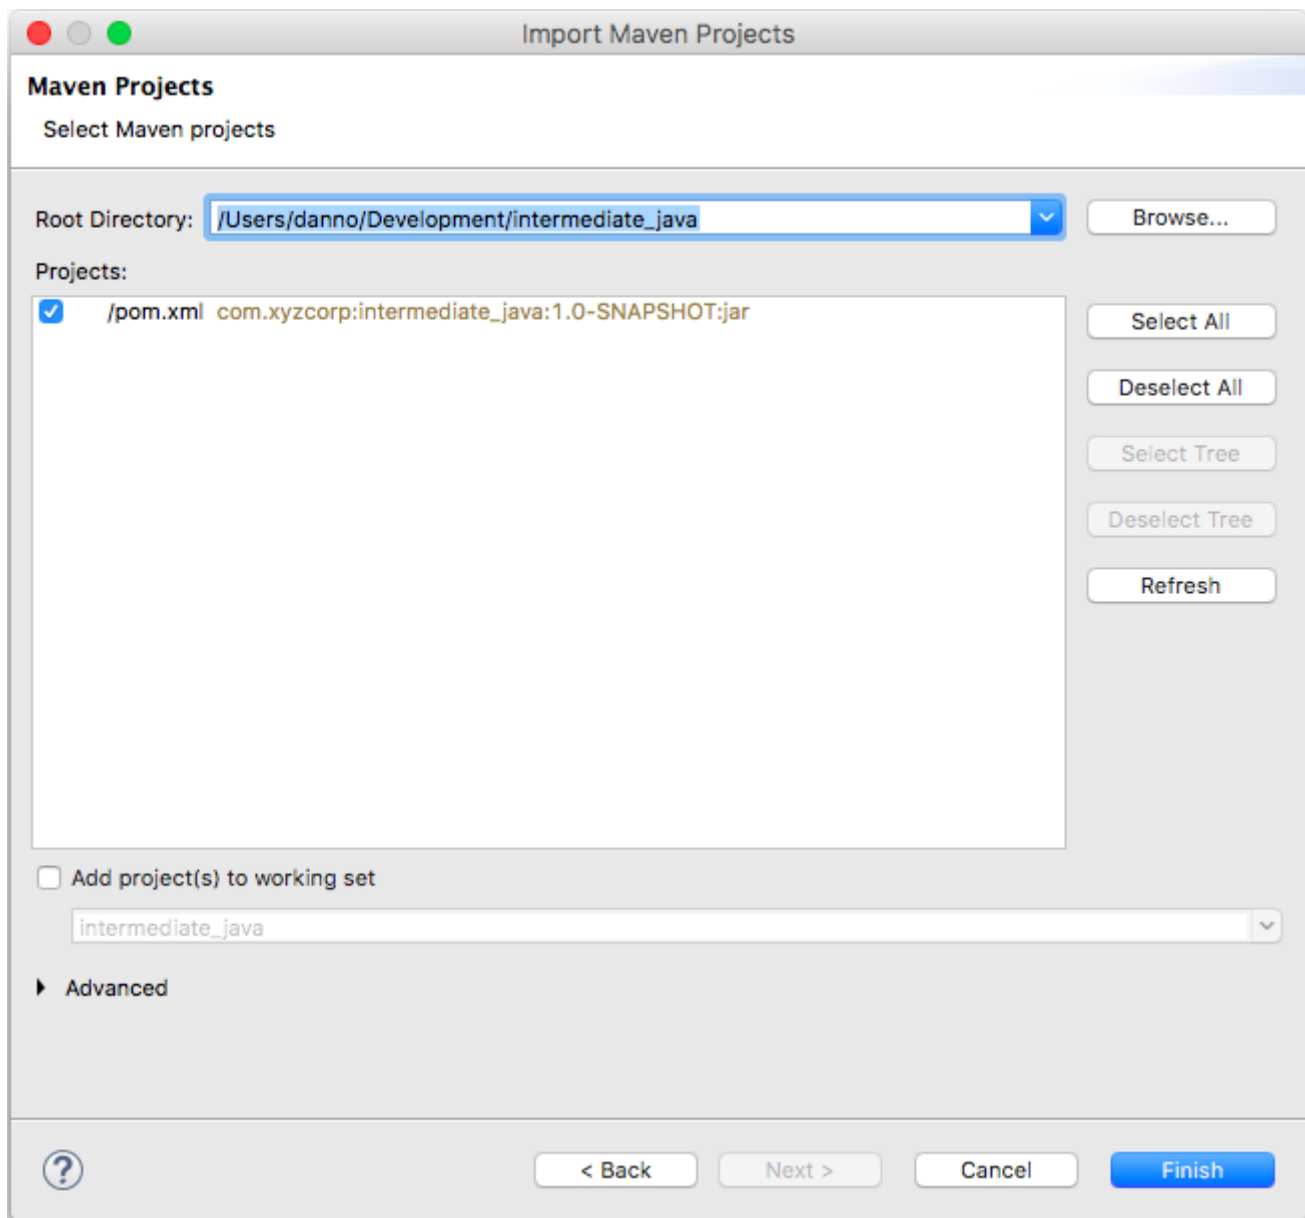 Import Maven Projects
Maven Projects
Select Maven projects
Root Directory: /Users/danno/Development/intermediate_java Browse...
Projects:
/pom.xml com.xyzcorp:intermediate_java:1.0-SNAPSHOT:jar
Select All
Deselect All
Select Tree
Deselect Tree
Refresh
Add project(s) to working set
intermediate_java
Advanced
? < Back Next > Cancel Finish